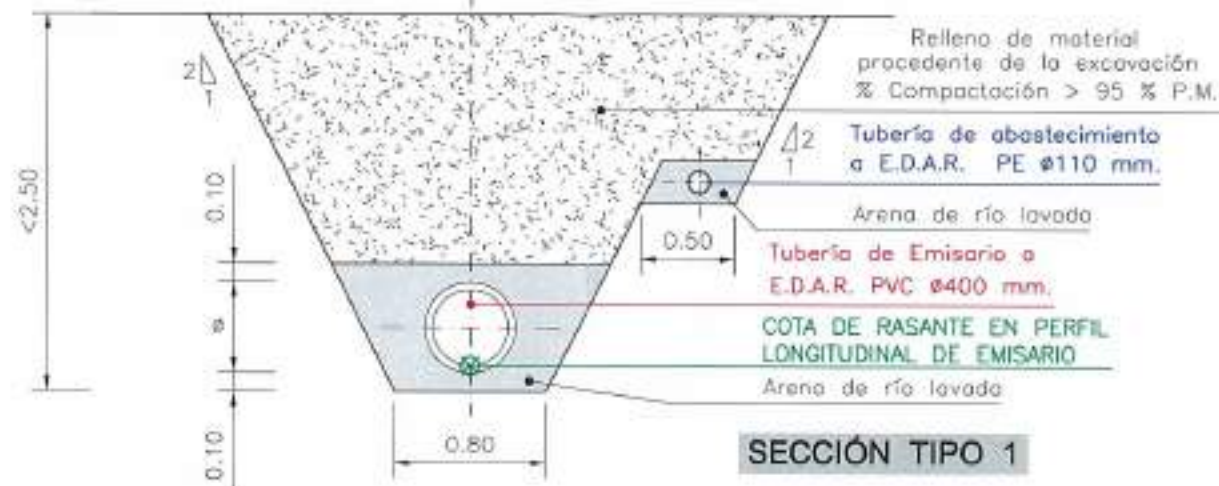 Relleno de material
procedente de la excavación
% Compactación > 95 % P.M.
2
1
2
1
Tubería de abastecimiento
a E.D.A.R. PE ø110 mm.
<2.50
0.10
Arena de río lavada
0.50
Tubería de Emisario a
E.D.A.R. PVC ø400 mm.
ø
COTA DE RASANTE EN PERFIL
LONGITUDINAL DE EMISARIO
Arena de río lavada
0.10
0.80
SECCIÓN TIPO 1